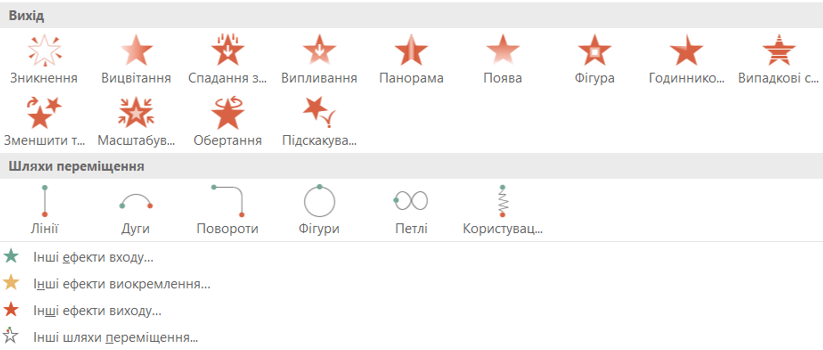 Вихід
Зникнення Вицвітання Спадання з... Випливання Панорама Поява Фігура Годиннико... Випадкові с...
Зменшити т... Масштабув... Обертання Підскакува...
Шляхи переміщення
Лінії Дуги Повороти Фігури Петлі Користувац...
Інші ефекти входу...
Інші ефекти виокремлення...
Інші ефекти виходу...
Інші шляхи переміщення...